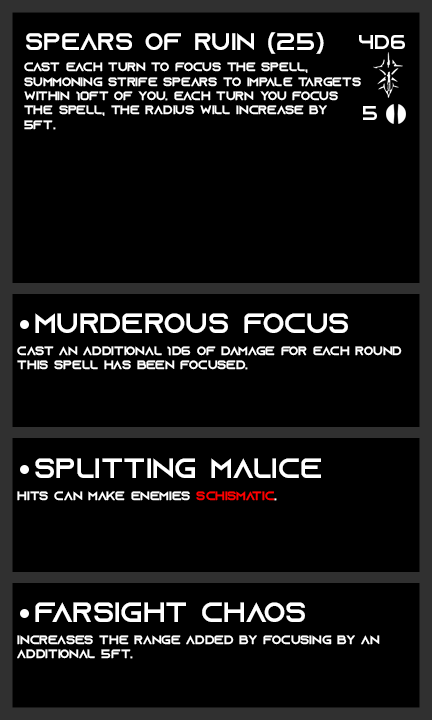 SPEARS OF RUIN (25) 4D6
CAST EACH TURN TO FOCUS THE SPELL,
SUMMONING STRIFE SPEARS TO IMPALE TARGETS
WITHIN 10FT OF YOU. EACH TURN YOU FOCUS
THE SPELL, THE RADIUS WILL INCREASE BY
5FT.
5
•MURDEROUS FOCUS
CAST AN ADDITIONAL 1D6 OF DAMAGE FOR EACH ROUND
THIS SPELL HAS BEEN FOCUSED.
•SPLITTING MALICE
HITS CAN MAKE ENEMIES SCHISMATIC.
•FARSIGHT CHAOS
INCREASES THE RANGE ADDED BY FOCUSING BY AN
ADDITIONAL 5FT.